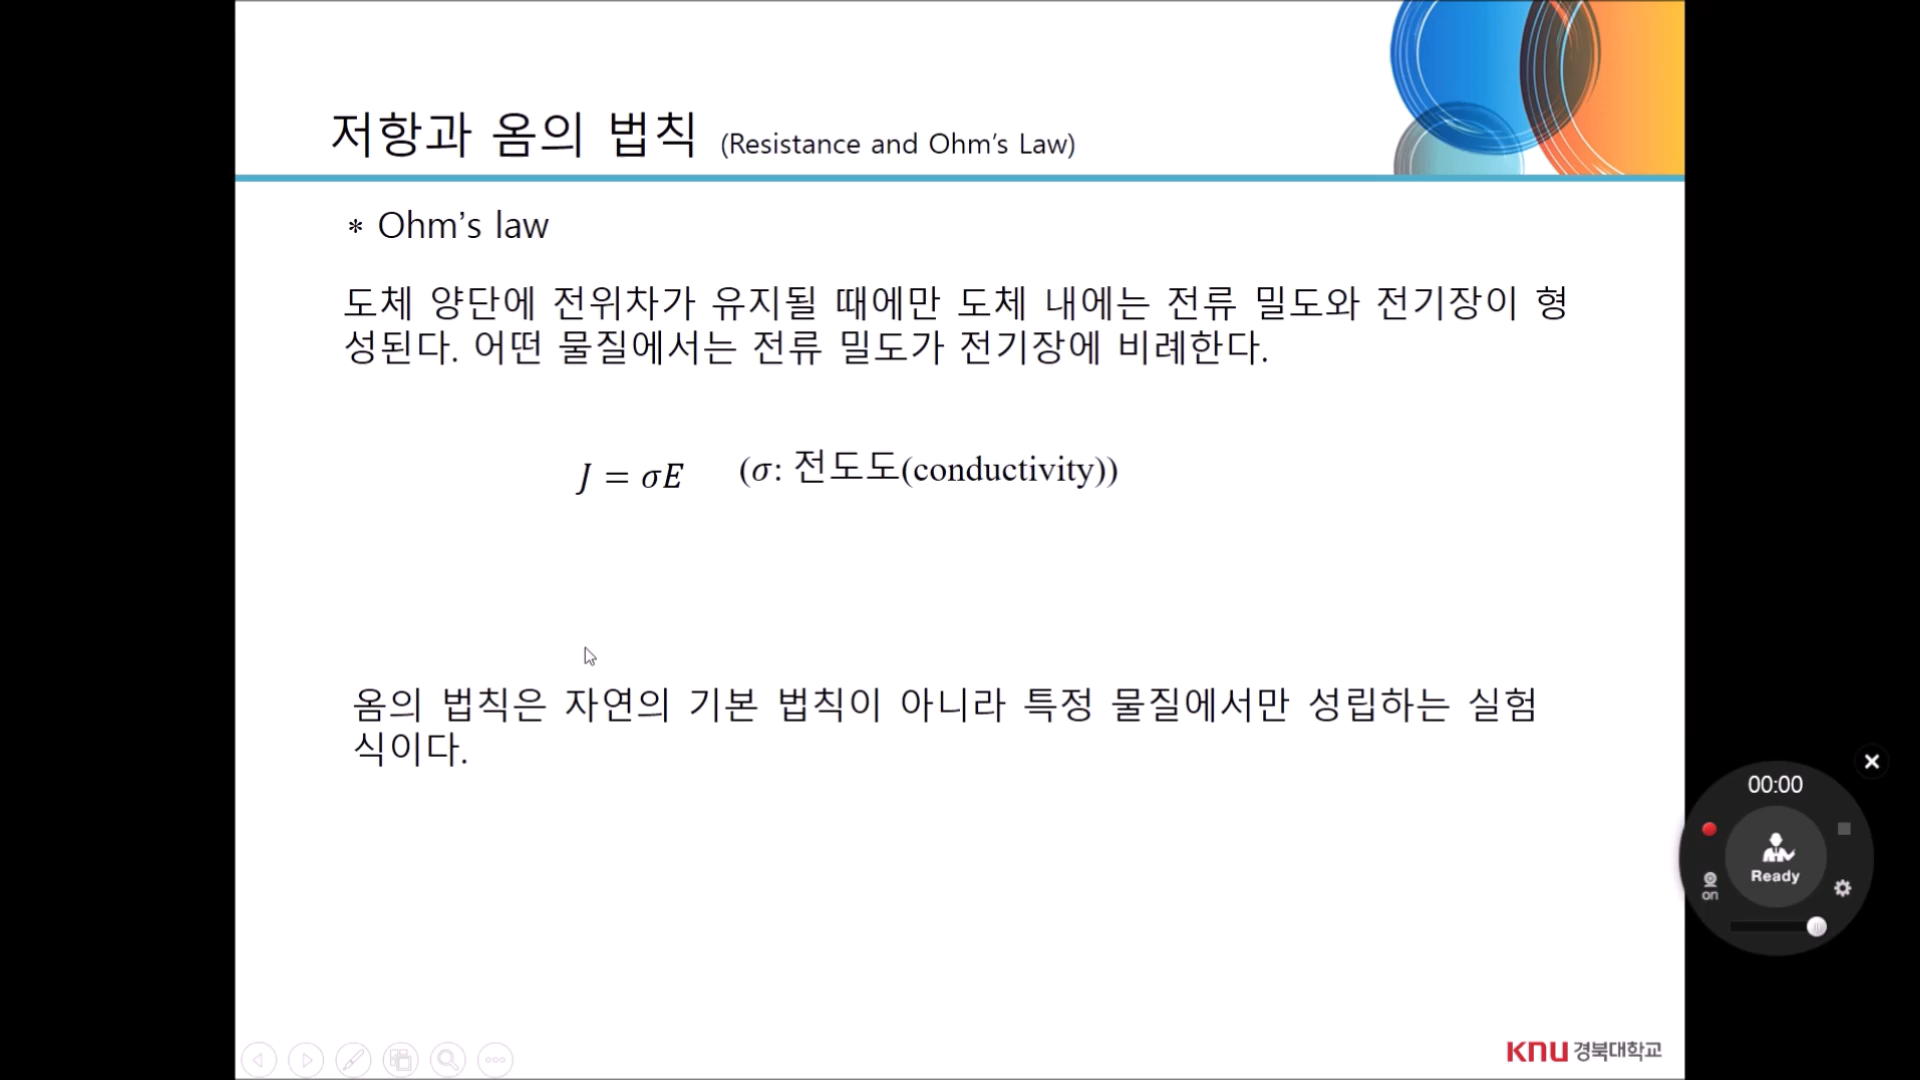 저항과 옴의 법칙 (Resistance and Ohm's Law)
* Ohm's law
도체 양단에 전위차가 유지될 때에만 도체 내에는 전류 밀도와 전기장이 형
성된다. 어떤 물질에서는 전류 밀도가 전기장에 비례한다.
J = σE (σ: 전도도(conductivity))
옴의 법칙은 자연의 기본 법칙이 아니라 특정 물질에서만 성립하는 실험
식이다.
00:00
Ready
on
KNU 경북대학교